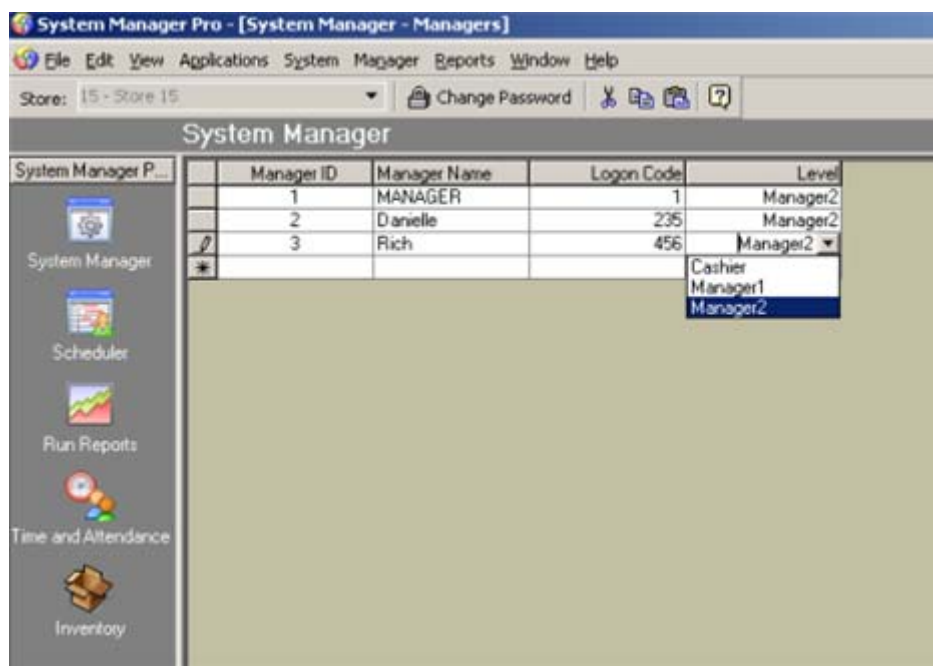 System Manager Pro - [System Manager - Managers]
File Edit View Applications System Manager Reports Window Help
Store: 15 - Store 15 Change Password
System Manager
System Manager P...
Manager ID Manager Name Logon Code Level
1 MANAGER 1 Manager2
2 Danielle 235 Manager2
3 Rich 456 Manager2
Cashier
Manager1
Manager2
System Manager
Scheduler
Run Reports
Time and Attendance
Inventory